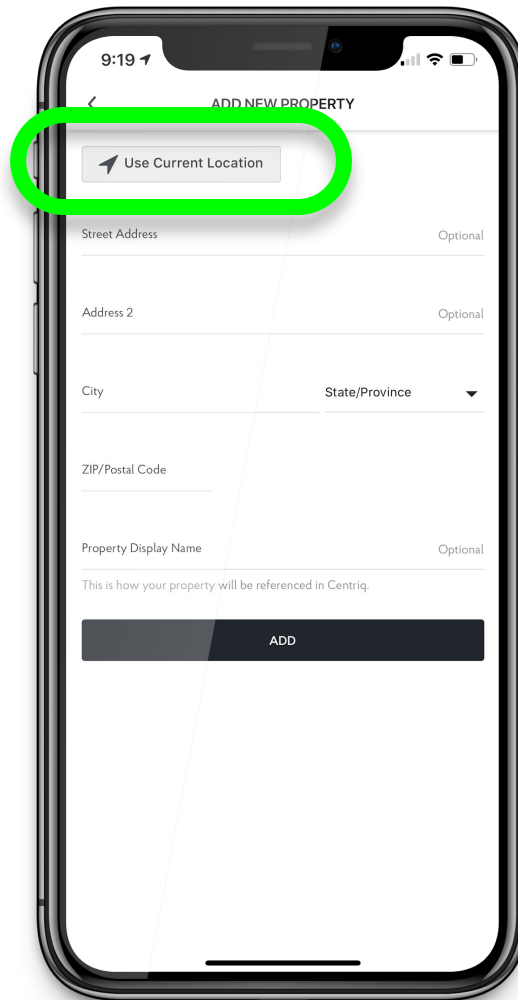 9:19
ADD NEW PROPERTY
Use Current Location
Street Address Optional
Address 2 Optional
City State/Province
ZIP/Postal Code
Property Display Name Optional
This is how your property will be referenced in Centriq.
ADD